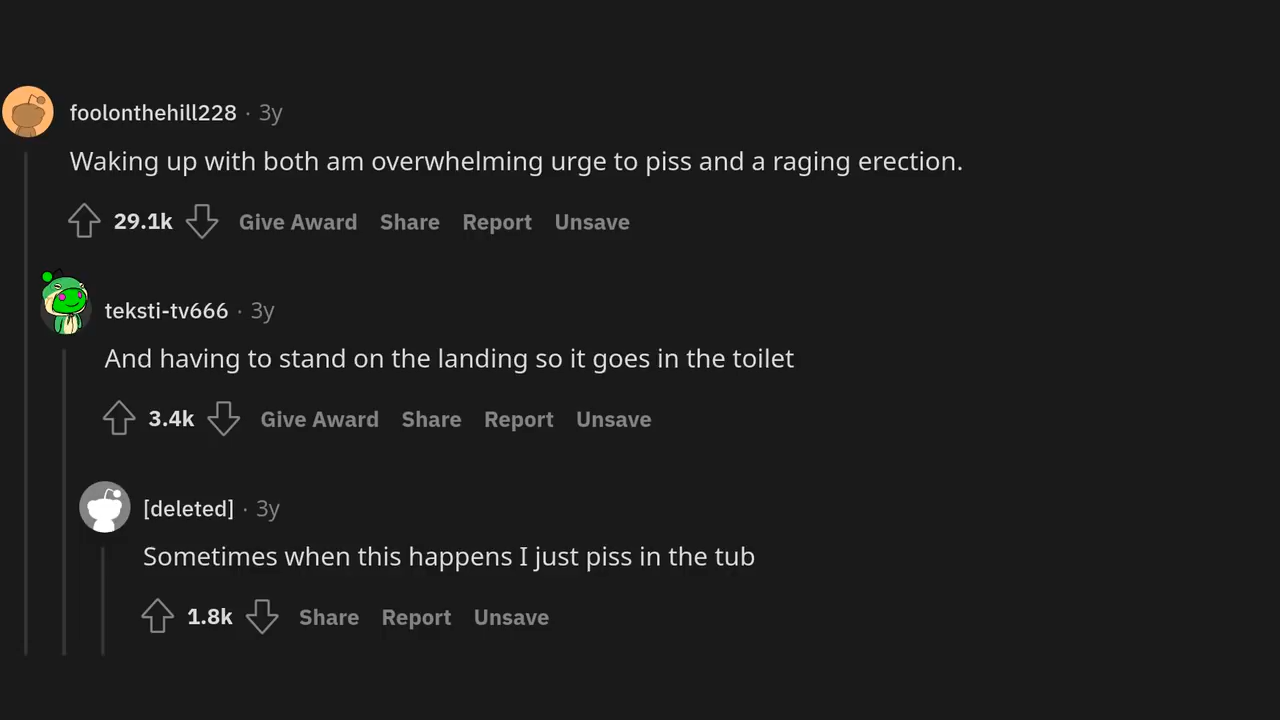 foolonthehill228 · 3y
Waking up with both am overwhelming urge to piss and a raging erection.
29.1k Give Award Share Report Unsave
teksti-tv666 · 3y
And having to stand on the landing so it goes in the toilet
3.4k Give Award Share Report Unsave
[deleted] · 3y
Sometimes when this happens I just piss in the tub
1.8k Share Report Unsave